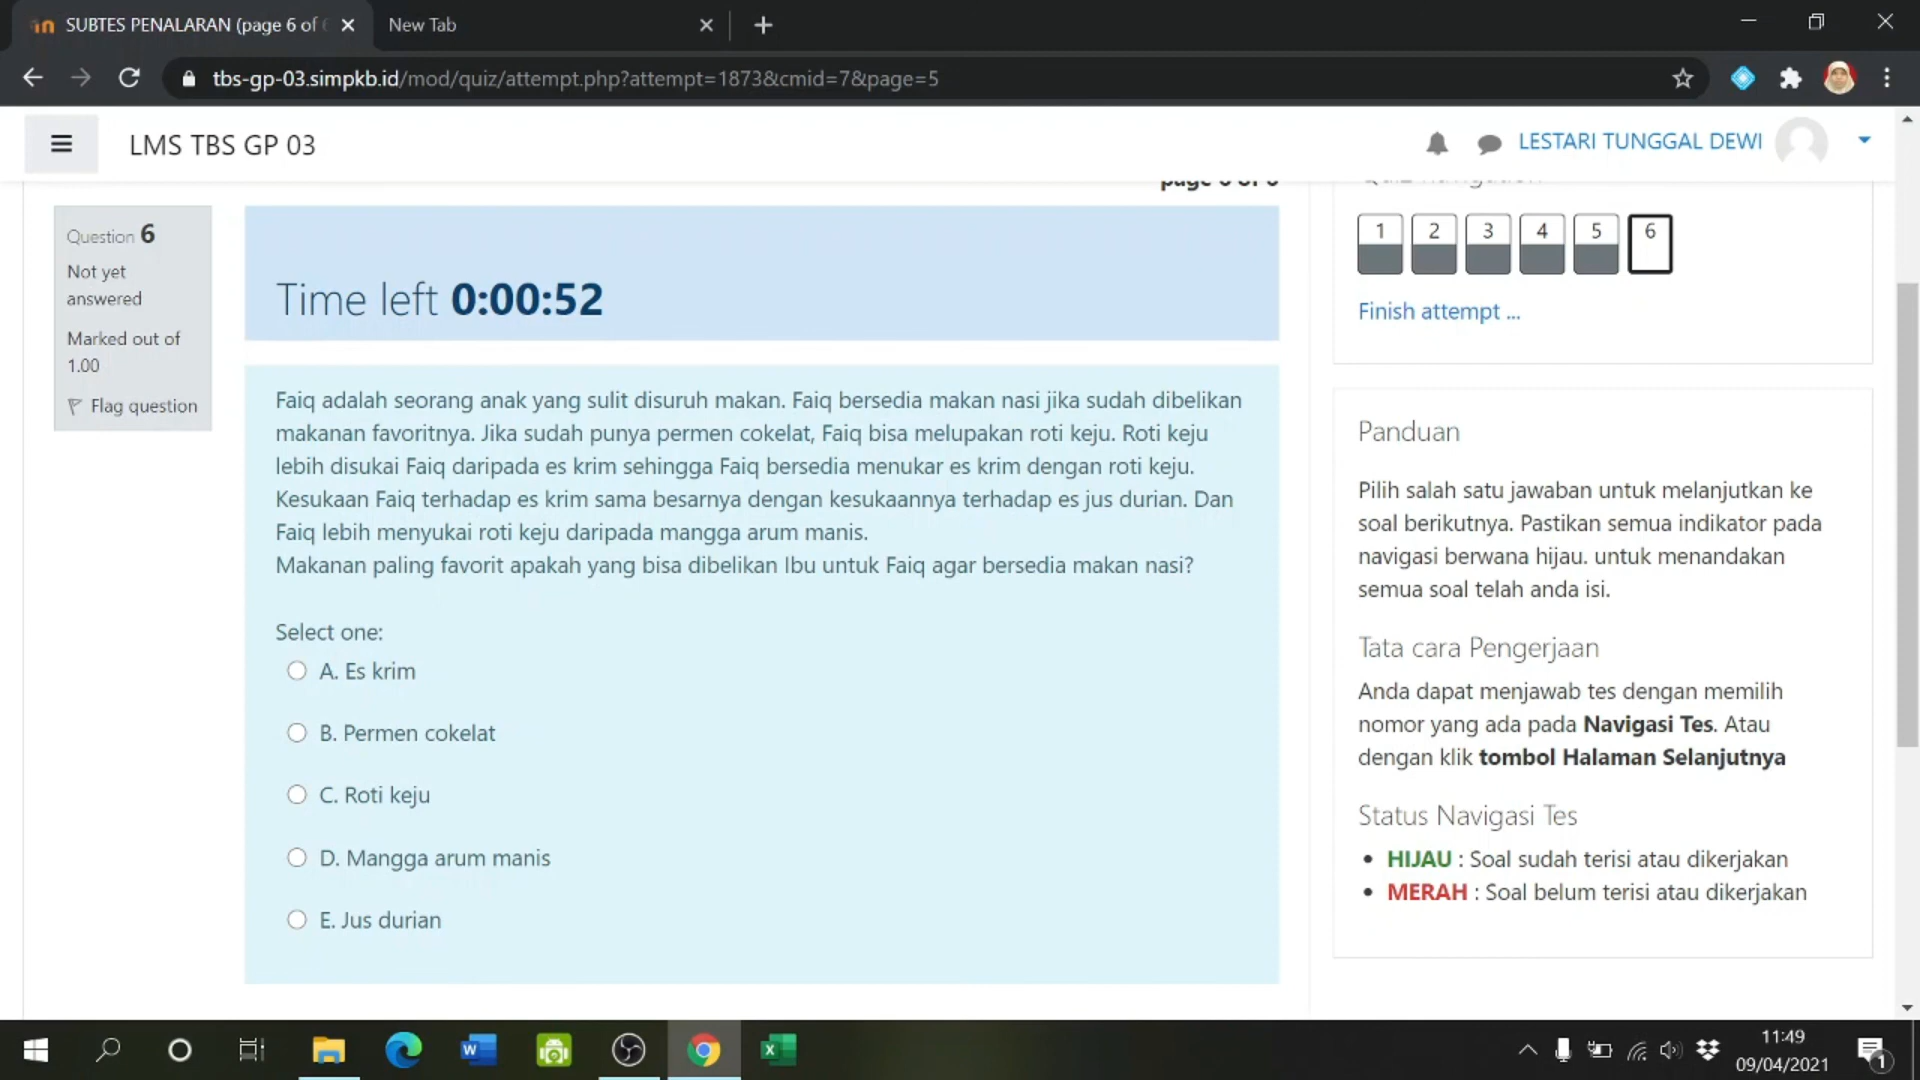 SUBTES PENALARAN (page 6 of
New Tab
tbs-gp-03.simpkb.id/mod/quiz/attempt.php?attempt=1873&cmid=7&page=5
LMS TBS GP 03
LESTARI TUNGGAL DEWI
page 6 of 6
Question 6
Not yet
answered
Marked out of
1.00
Flag question
Time left 0:00:52
Faiq adalah seorang anak yang sulit disuruh makan. Faiq bersedia makan nasi jika sudah dibelikan
makanan favoritnya. Jika sudah punya permen cokelat, Faiq bisa melupakan roti keju. Roti keju
lebih disukai Faiq daripada es krim sehingga Faiq bersedia menukar es krim dengan roti keju.
Kesukaan Faiq terhadap es krim sama besarnya dengan kesukaannya terhadap es jus durian. Dan
Faiq lebih menyukai roti keju daripada mangga arum manis.
Makanan paling favorit apakah yang bisa dibelikan Ibu untuk Faiq agar bersedia makan nasi?
Select one:
A. Es krim
B. Permen cokelat
C. Roti keju
D. Mangga arum manis
E. Jus durian
Quiz navigation
1 2 3 4 5 6
Finish attempt ...
Panduan
Pilih salah satu jawaban untuk melanjutkan ke
soal berikutnya. Pastikan semua indikator pada
navigasi berwana hijau. untuk menandakan
semua soal telah anda isi.
Tata cara Pengerjaan
Anda dapat menjawab tes dengan memilih
nomor yang ada pada Navigasi Tes. Atau
dengan klik tombol Halaman Selanjutnya
Status Navigasi Tes
HIJAU : Soal sudah terisi atau dikerjakan
MERAH : Soal belum terisi atau dikerjakan
11:49
09/04/2021
1